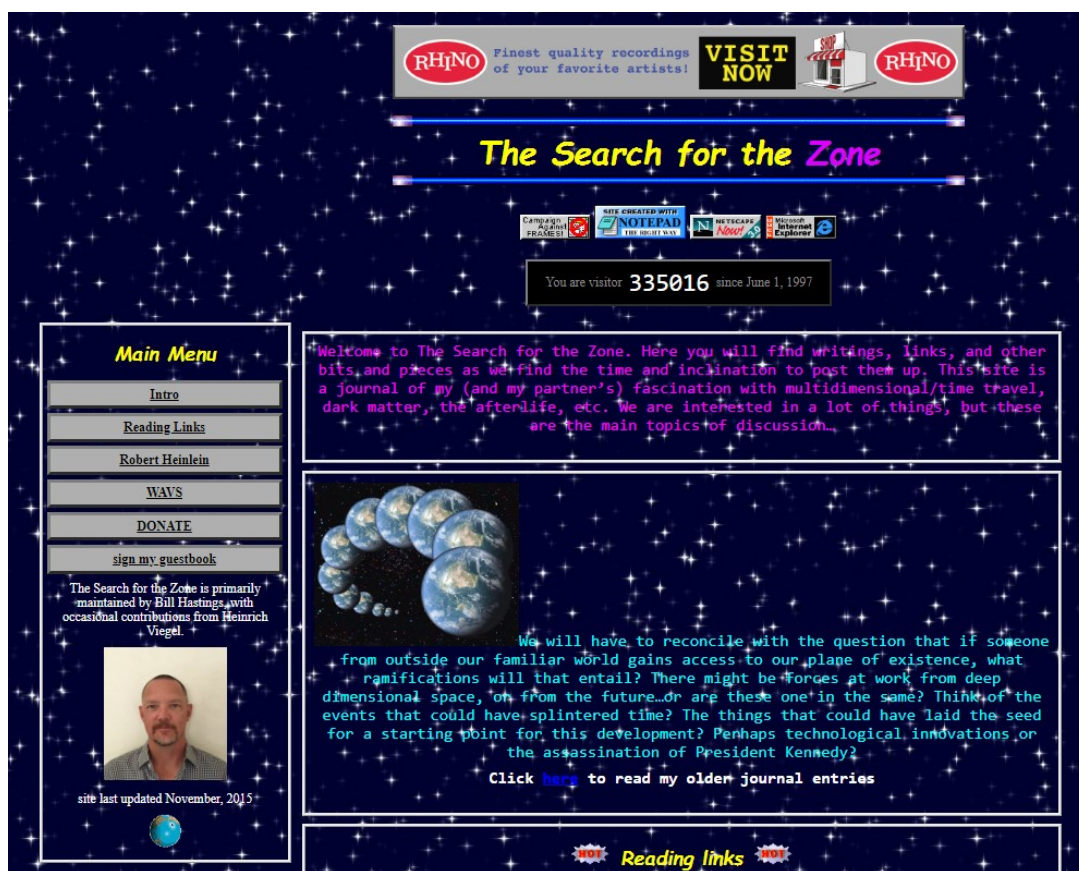 RHINO Finest quality recordings of your favorite artists! VISIT NOW SHOP RHINO
The Search for the Zone
Campaign Against FRAMES!
SITE CREATED WITH NOTEPAD THE RIGHT WAY
N NETSCAPE Now! 3.0
FREE Microsoft Internet Explorer
You are visitor 335016 since June 1, 1997
Main Menu
Intro
Reading Links
Robert Heinlein
WAVS
DONATE
sign my guestbook
The Search for the Zone is primarily
maintained by Bill Hastings, with
occasional contributions from Heinrich
Viegel.
site last updated November, 2015
Welcome to The Search for the Zone. Here you will find writings, links, and other
bits and pieces as we find the time and inclination to post them up. This site is
a journal of my (and my partner’s) fascination with multidimensional/time travel,
dark matter, the afterlife, etc. We are interested in a lot of things, but these
are the main topics of discussion…
We will have to reconcile with the question that if someone
from outside our familiar world gains access to our plane of existence, what
ramifications will that entail? There might be forces at work from deep
dimensional space, or from the future…or are these one in the same? Think of the
events that could have splintered time? The things that could have laid the seed
for a starting point for this development? Perhaps technological innovations or
the assassination of President Kennedy?
Click here to read my older journal entries
HOT Reading links HOT